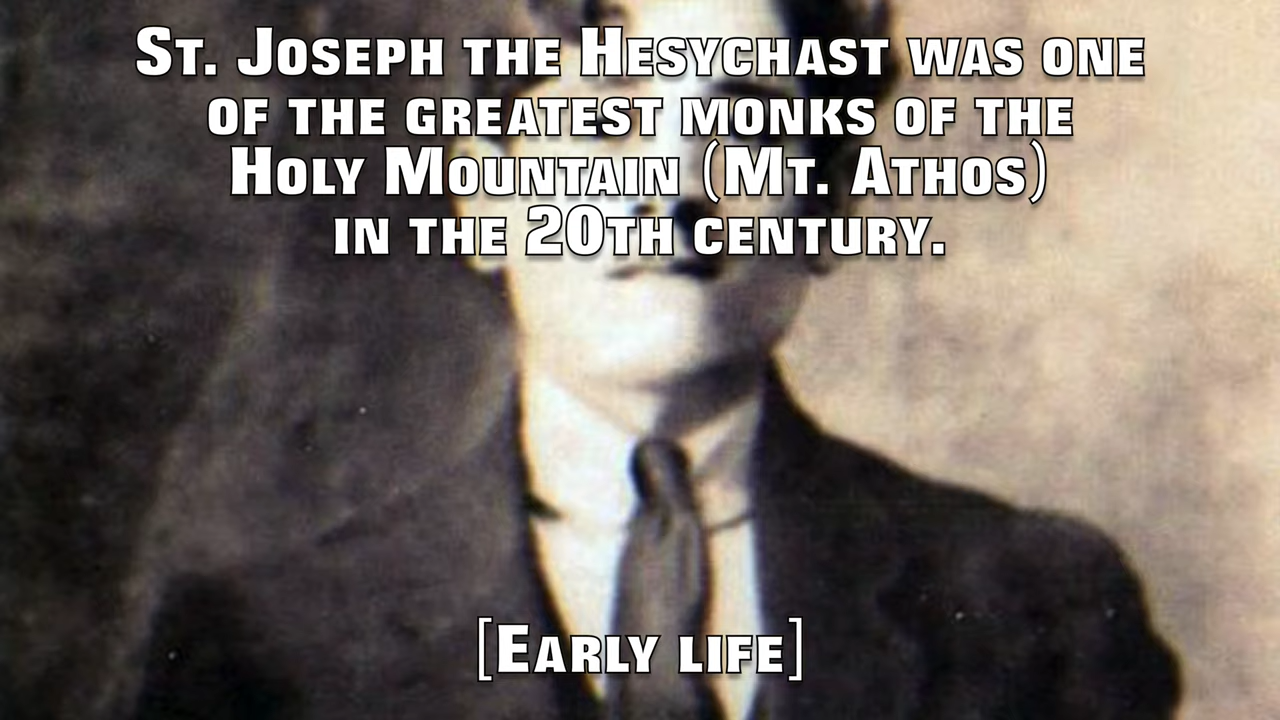 St. Joseph the Hesychast was one
of the greatest monks of the
Holy Mountain (Mt. Athos)
in the 20th century.
[Early life]